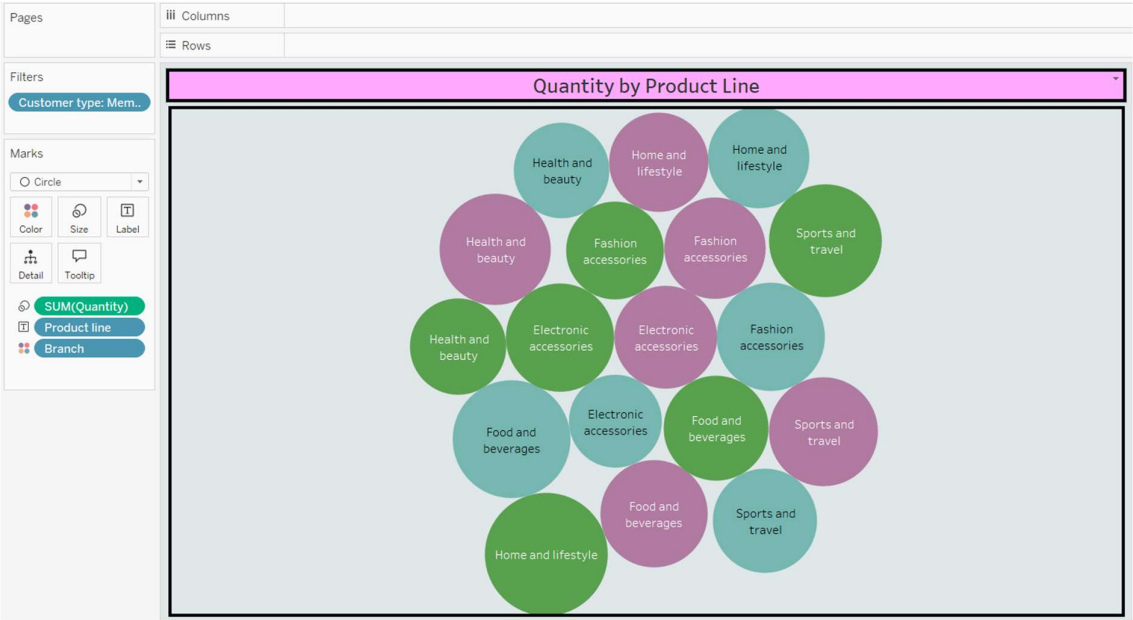 Pages
Columns
Rows
Filters
Customer type: Mem..
Marks
Circle
Color
Size
Label
Detail
Tooltip
SUM(Quantity)
Product line
Branch
Quantity by Product Line
Health and
beauty
Home and
lifestyle
Home and
lifestyle
Health and
beauty
Fashion
accessories
Fashion
accessories
Sports and
travel
Health and
beauty
Electronic
accessories
Electronic
accessories
Fashion
accessories
Food and
beverages
Electronic
accessories
Food and
beverages
Sports and
travel
Home and lifestyle
Food and
beverages
Sports and
travel